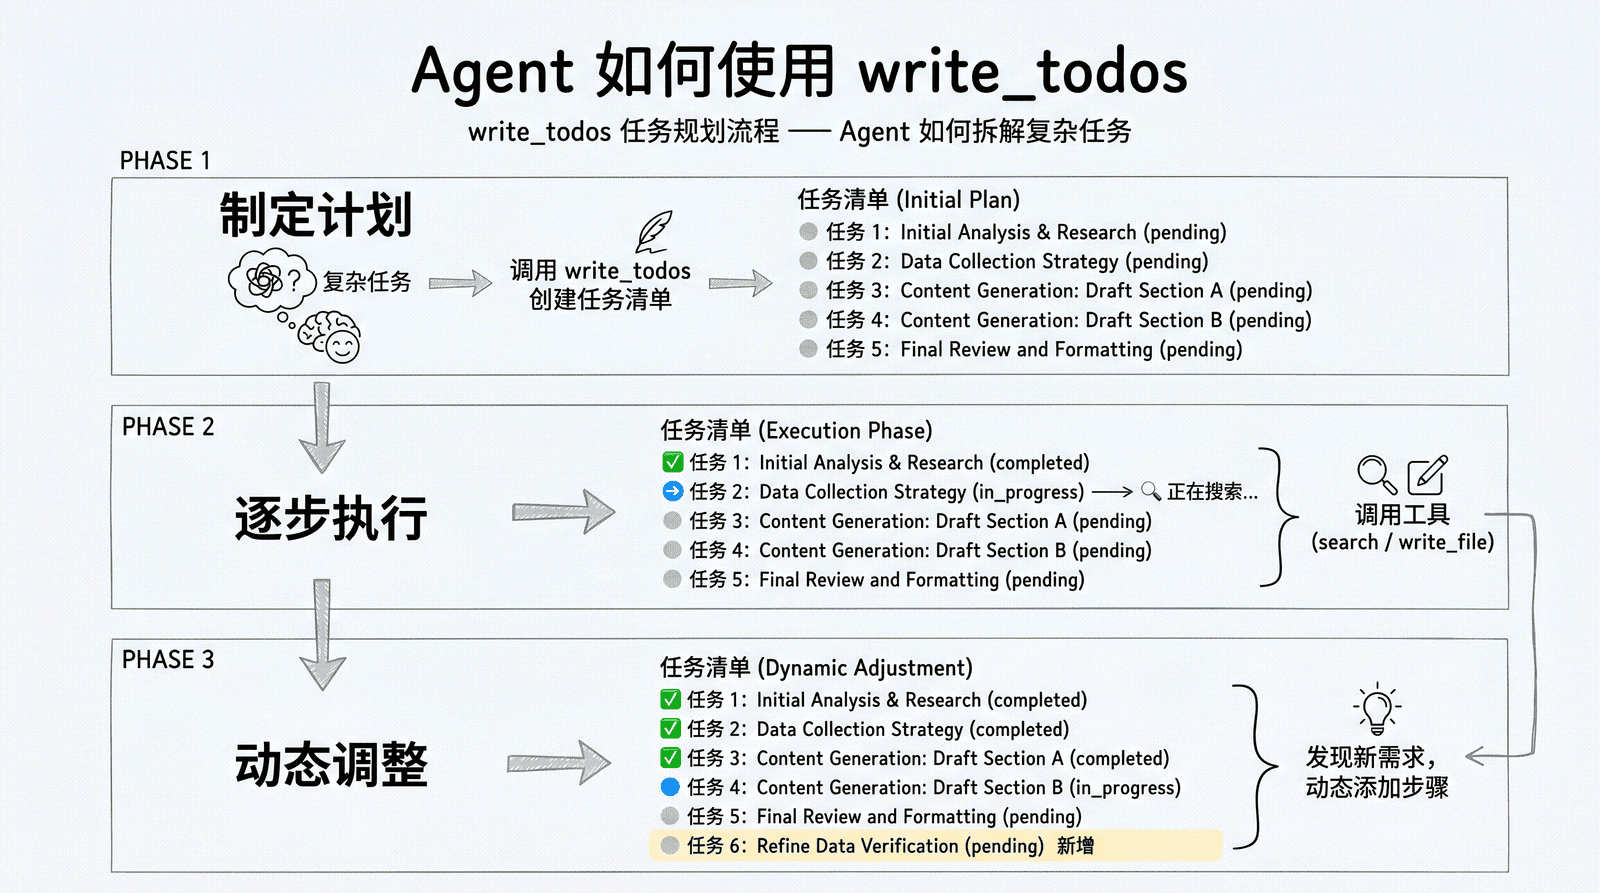 Agent 如何使用 write_todos
write_todos 任务规划流程 —— Agent 如何拆解复杂任务
PHASE 1
制定计划
?
复杂任务
调用 write_todos
创建任务清单
任务清单 (Initial Plan)
任务 1: Initial Analysis & Research (pending)
任务 2: Data Collection Strategy (pending)
任务 3: Content Generation: Draft Section A (pending)
任务 4: Content Generation: Draft Section B (pending)
任务 5: Final Review and Formatting (pending)
PHASE 2
逐步执行
任务清单 (Execution Phase)
任务 1: Initial Analysis & Research (completed)
任务 2: Data Collection Strategy (in_progress) 正在搜索...
任务 3: Content Generation: Draft Section A (pending)
任务 4: Content Generation: Draft Section B (pending)
任务 5: Final Review and Formatting (pending)
调用工具
(search / write_file)
PHASE 3
动态调整
任务清单 (Dynamic Adjustment)
任务 1: Initial Analysis & Research (completed)
任务 2: Data Collection Strategy (completed)
任务 3: Content Generation: Draft Section A (completed)
任务 4: Content Generation: Draft Section B (in_progress)
任务 5: Final Review and Formatting (pending)
任务 6: Refine Data Verification (pending) 新增
发现新需求，
动态添加步骤